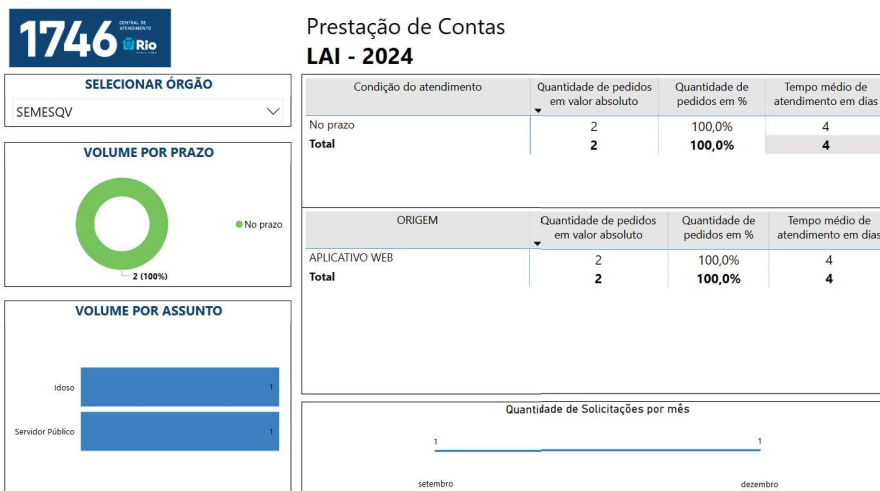 1746
CENTRAL DE
ATENDIMENTO
Rio
Prestação de Contas
LAI - 2024
SELECIONAR ÓRGÃO
SEMESQV
VOLUME POR PRAZO
No prazo
2 (100%)
VOLUME POR ASSUNTO
Idoso 1
Servidor Público 1
Condição do atendimento Quantidade de pedidos Quantidade de Tempo médio de
em valor absoluto pedidos em % atendimento em dias
No prazo 2 100,0% 4
Total 2 100,0% 4
ORIGEM Quantidade de pedidos Quantidade de Tempo médio de
em valor absoluto pedidos em % atendimento em dias
APLICATIVO WEB 2 100,0% 4
Total 2 100,0% 4
Quantidade de Solicitações por mês
1 1
setembro dezembro